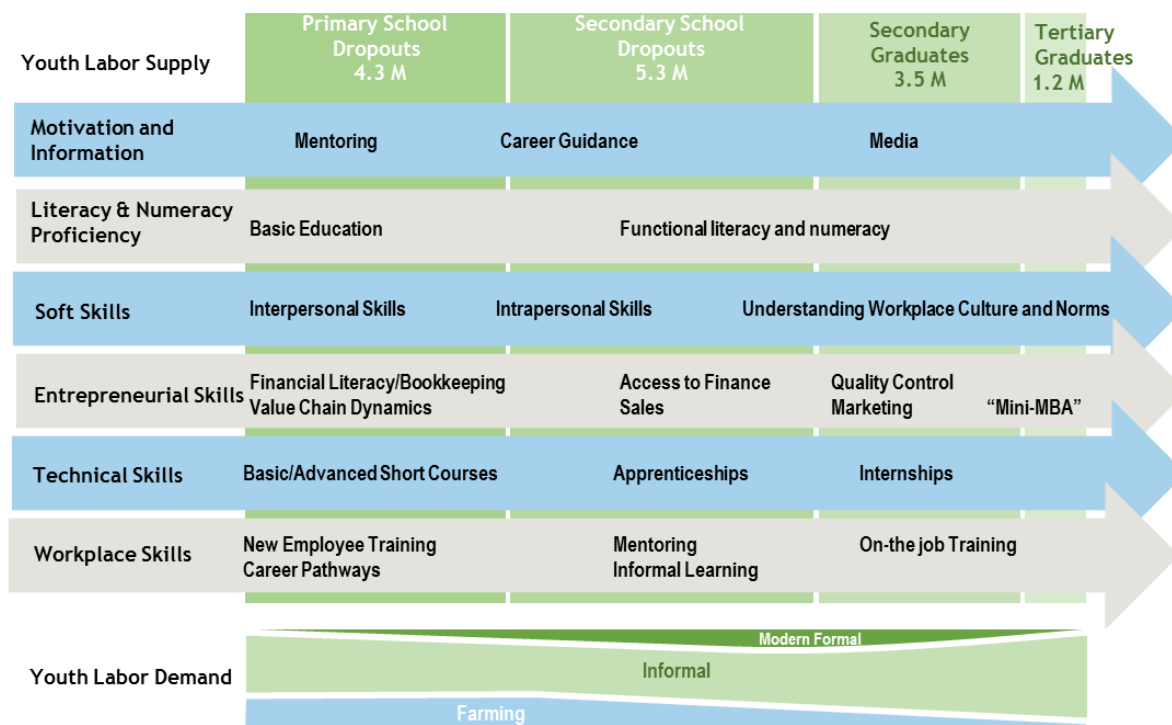 Youth Labor Supply
Primary School
Dropouts
4.3 M
Secondary School
Dropouts
5.3 M
Secondary
Graduates
3.5 M
Tertiary
Graduates
1.2 M
Motivation and
Information
Mentoring
Career Guidance
Media
Literacy & Numeracy
Proficiency
Basic Education
Functional literacy and numeracy
Soft Skills
Interpersonal Skills
Intrapersonal Skills
Understanding Workplace Culture and Norms
Entrepreneurial Skills
Financial Literacy/Bookkeeping
Value Chain Dynamics
Access to Finance
Sales
Quality Control
Marketing
“Mini-MBA”
Technical Skills
Basic/Advanced Short Courses
Apprenticeships
Internships
Workplace Skills
New Employee Training
Career Pathways
Mentoring
Informal Learning
On-the job Training
Youth Labor Demand
Modern Formal
Informal
Farming